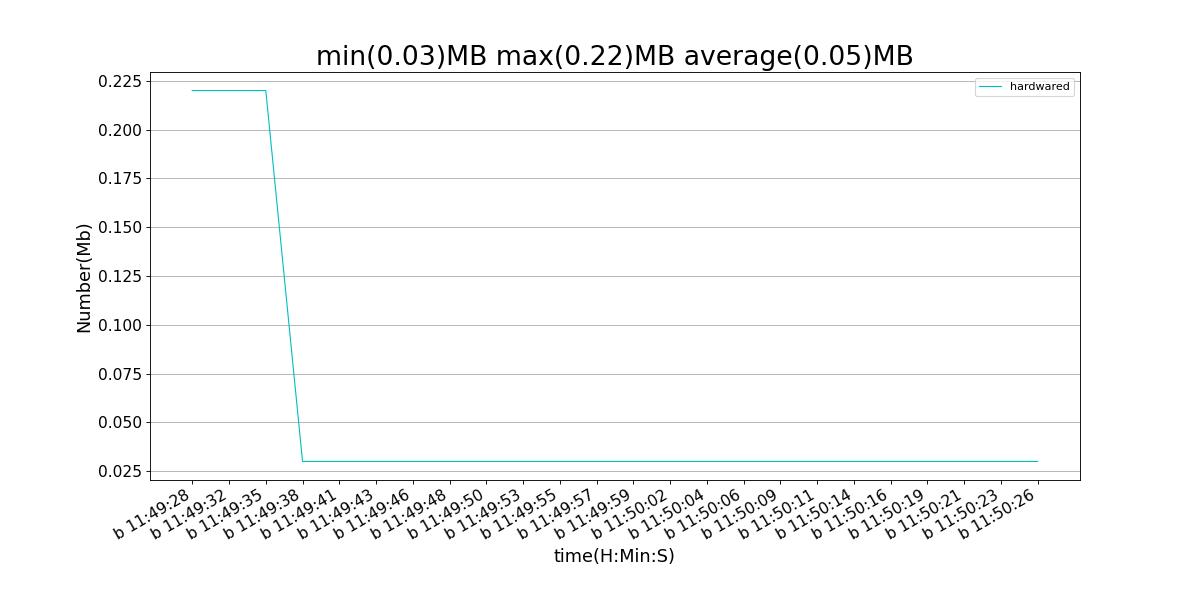 min(0.03)MB max(0.22)MB average(0.05)MB
hardwared
0.225
0.200
0.175
0.150
0.125
0.100
0.075
0.050
0.025
Number(Mb)
b 11:49:28
b 11:49:32
b 11:49:35
b 11:49:38
b 11:49:41
b 11:49:43
b 11:49:46
b 11:49:48
b 11:49:50
b 11:49:53
b 11:49:55
b 11:49:57
b 11:49:59
b 11:50:02
b 11:50:04
b 11:50:06
b 11:50:09
b 11:50:11
b 11:50:14
b 11:50:16
b 11:50:19
b 11:50:21
b 11:50:23
b 11:50:26
time(H:Min:S)